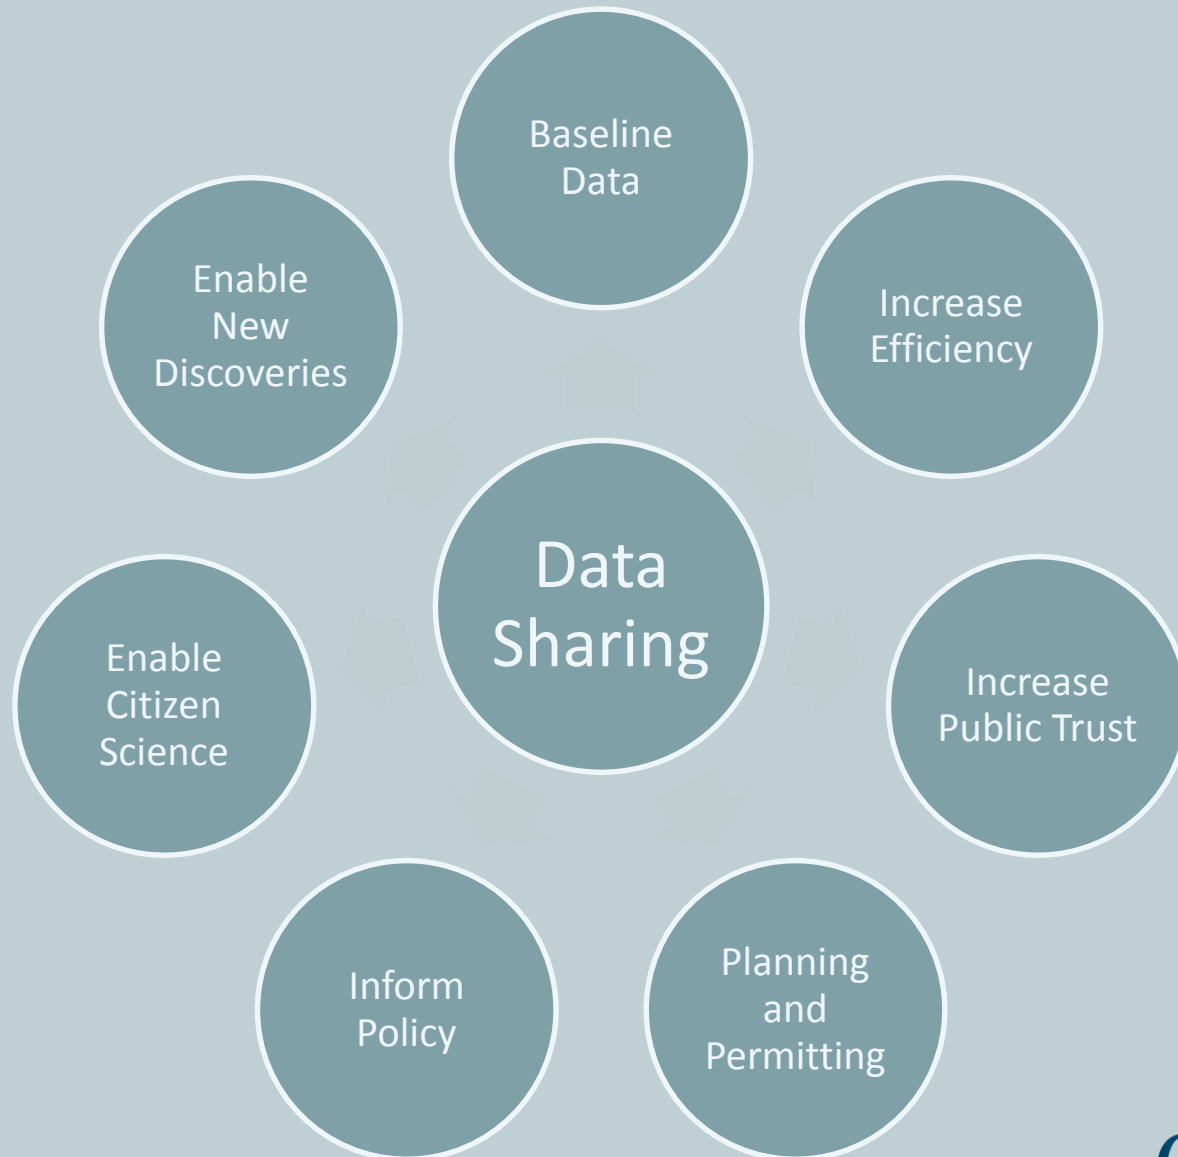 Baseline
Data
Increase
Efficiency
Increase
Public Trust
Planning
and
Permitting
Inform
Policy
Enable
Citizen
Science
Enable
New
Discoveries
Data
Sharing